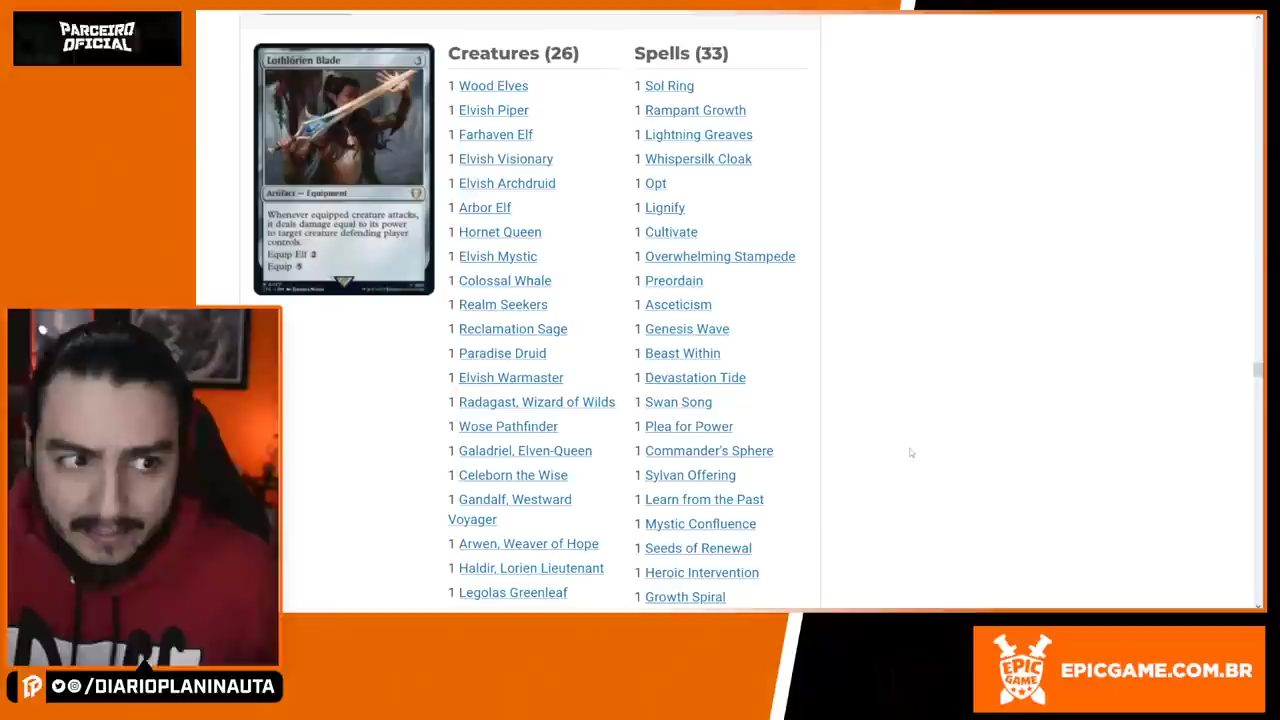 PARCEIRO
OFICIAL
Lothlórien Blade 3
Artifact — Equipment
Whenever equipped creature attacks,
it deals damage equal to its power
to target creature defending player
controls.
Equip Elf 2
Equip 5
Creatures (26)
1 Wood Elves
1 Elvish Piper
1 Farhaven Elf
1 Elvish Visionary
1 Elvish Archdruid
1 Arbor Elf
1 Hornet Queen
1 Elvish Mystic
1 Colossal Whale
1 Realm Seekers
1 Reclamation Sage
1 Paradise Druid
1 Elvish Warmaster
1 Radagast, Wizard of Wilds
1 Wose Pathfinder
1 Galadriel, Elven-Queen
1 Celeborn the Wise
1 Gandalf, Westward
Voyager
1 Arwen, Weaver of Hope
1 Haldir, Lorien Lieutenant
1 Legolas Greenleaf
Spells (33)
1 Sol Ring
1 Rampant Growth
1 Lightning Greaves
1 Whispersilk Cloak
1 Opt
1 Lignify
1 Cultivate
1 Overwhelming Stampede
1 Preordain
1 Asceticism
1 Genesis Wave
1 Beast Within
1 Devastation Tide
1 Swan Song
1 Plea for Power
1 Commander's Sphere
1 Sylvan Offering
1 Learn from the Past
1 Mystic Confluence
1 Seeds of Renewal
1 Heroic Intervention
1 Growth Spiral
/DIARIOPLANINAUTA
EPIC
GAME
EPICGAME.COM.BR